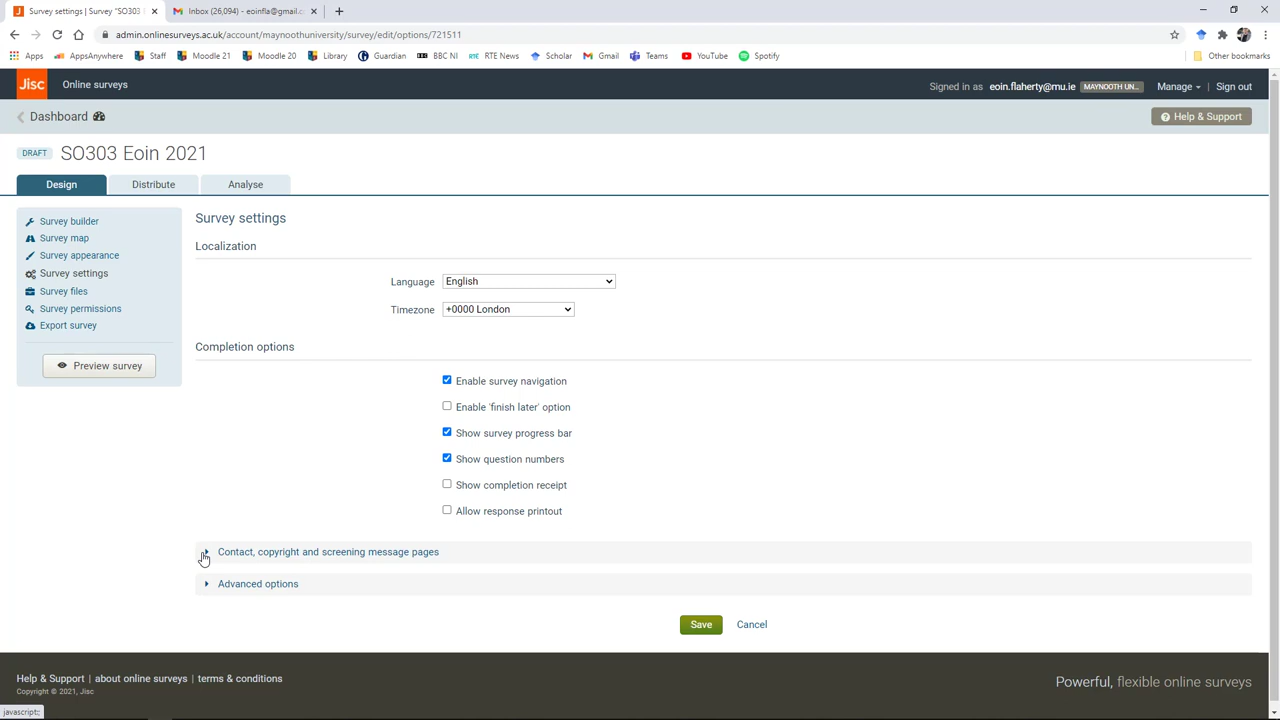 Survey settings | Survey "SO303 E
Inbox (26,094) - eoinfla@gmail.c
admin.onlinesurveys.ac.uk/account/maynoothuniversity/survey/edit/options/721511
Apps AppsAnywhere Staff Moodle 21 Moodle 20 Library Guardian BBC NI RTE News Scholar Gmail Teams YouTube Spotify Other bookmarks
Jisc Online surveys Signed in as eoin.flaherty@mu.ie MAYNOOTH UN... Manage | Sign out
Dashboard Help & Support
DRAFT SO303 Eoin 2021
Design Distribute Analyse
Survey builder
Survey map
Survey appearance
Survey settings
Survey files
Survey permissions
Export survey
Preview survey
Survey settings
Localization
Language English
Timezone +0000 London
Completion options
Enable survey navigation
Enable 'finish later' option
Show survey progress bar
Show question numbers
Show completion receipt
Allow response printout
Contact, copyright and screening message pages
Advanced options
Save Cancel
Help & Support | about online surveys | terms & conditions
Copyright © 2021, Jisc
Powerful, flexible online surveys
javascript:;